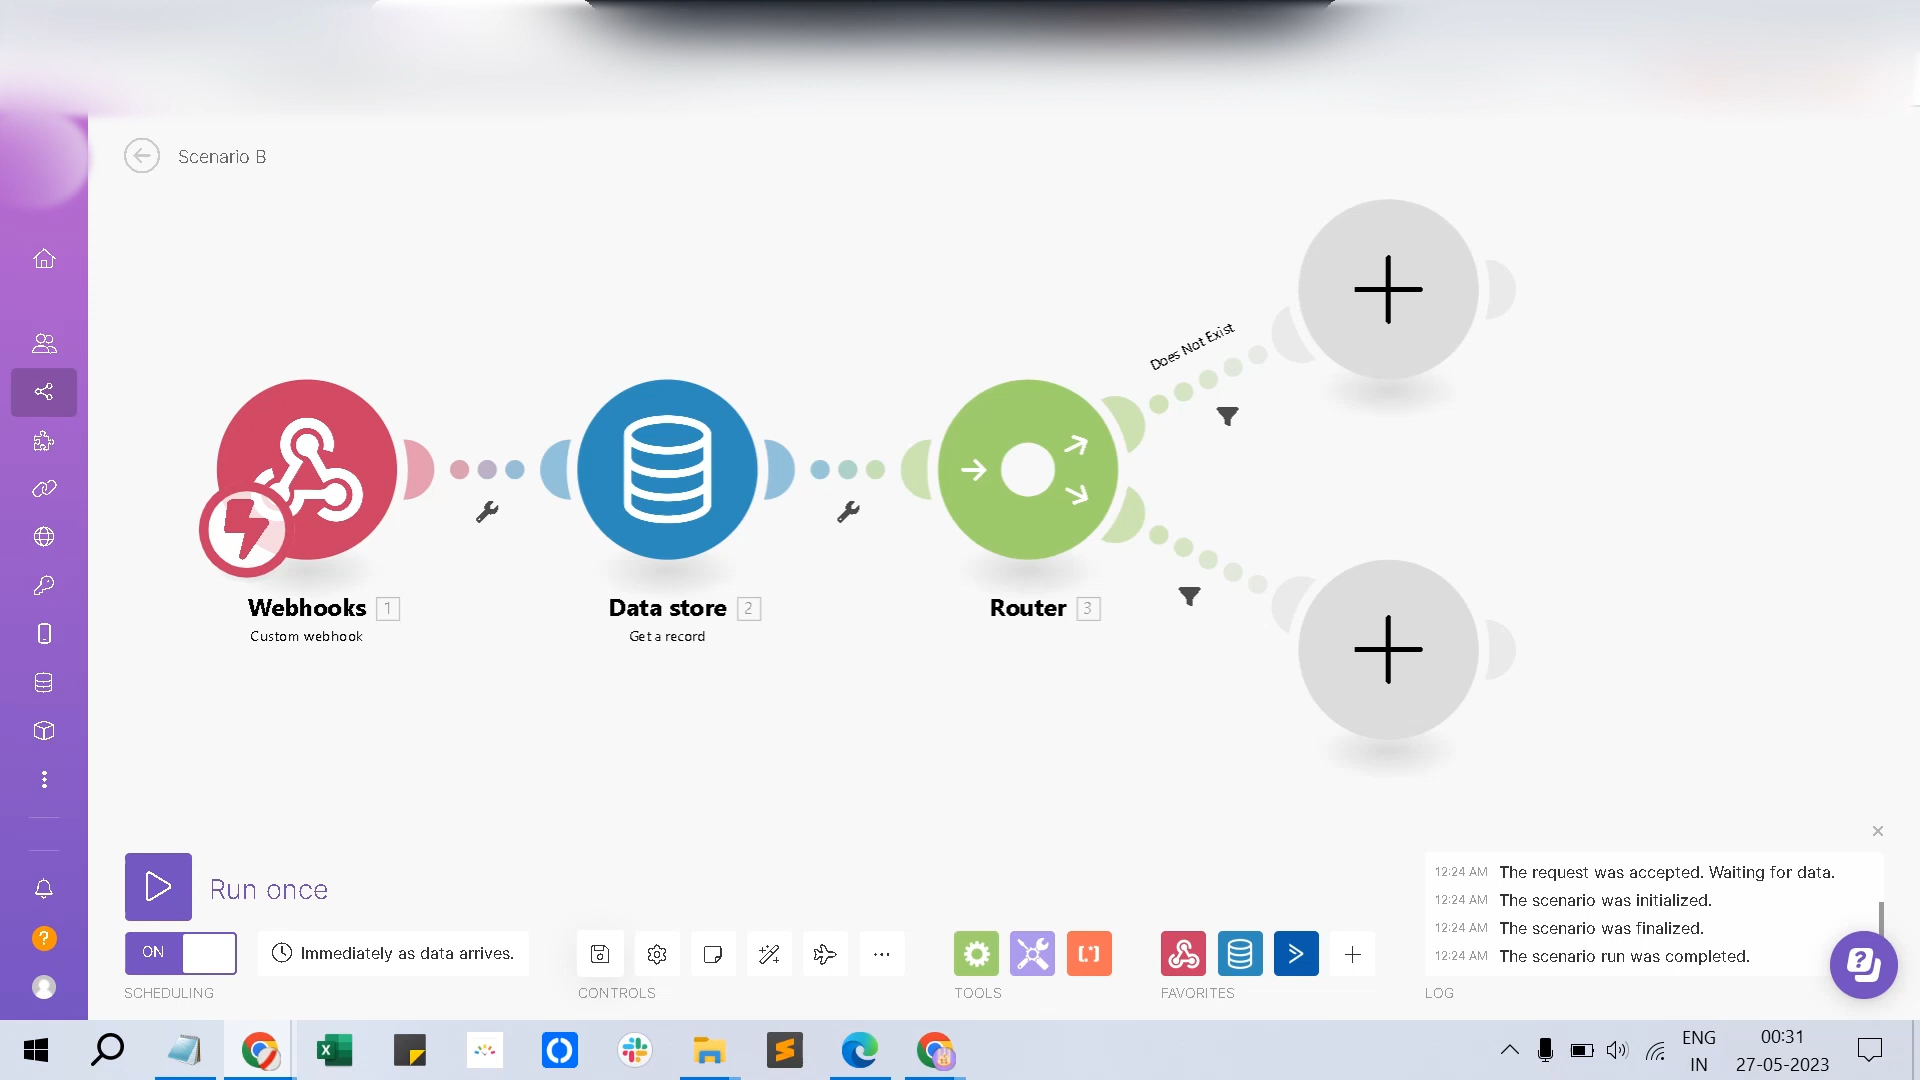 Scenario B
Does Not Exist
Webhooks 1
Custom webhook
Data store 2
Get a record
Router 3
Run once
ON
Immediately as data arrives.
SCHEDULING
CONTROLS
TOOLS
FAVORITES
12:24 AM The request was accepted. Waiting for data.
12:24 AM The scenario was initialized.
12:24 AM The scenario was finalized.
12:24 AM The scenario run was completed.
LOG
ENG
IN
00:31
27-05-2023